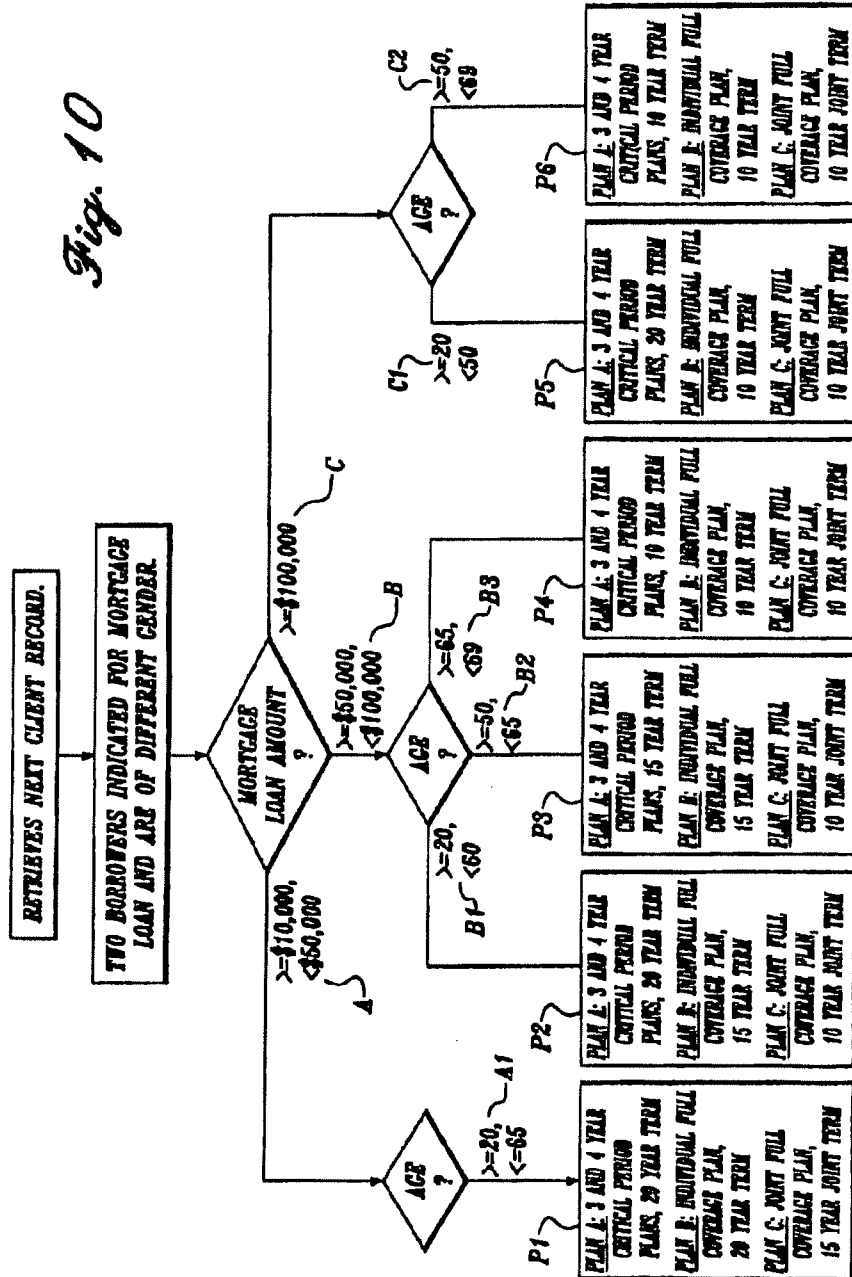 Fig. 10
RETRIEVES NEXT CLIENT RECORD.
TWO BORROWERS INDICATED FOR MORTGAGE
LOAN AND ARE OF DIFFERENT GENDER.
MORTGAGE
LOAN AMOUNT
?
>=$10,000,
<$50,000
A
>=$50,000,
<$100,000
B
>=$100,000
C
AGE
?
>=20,
<=65
A1
AGE
?
>=20,
<60
B1
>=50,
<65
B2
>=65,
<69
B3
AGE
?
C1
>=20
<50
C2
>=50,
<69
P1
PLAN A: 3 AND 4 YEAR
CRITICAL PERIOD
PLANS, 20 YEAR TERM
PLAN B: INDIVIDUAL FULL
COVERAGE PLAN,
20 YEAR TERM
PLAN C: JOINT FULL
COVERAGE PLAN,
15 YEAR JOINT TERM
P2
PLAN A: 3 AND 4 YEAR
CRITICAL PERIOD
PLANS, 20 YEAR TERM
PLAN B: INDIVIDUAL FULL
COVERAGE PLAN,
15 YEAR TERM
PLAN C: JOINT FULL
COVERAGE PLAN,
10 YEAR JOINT TERM
P3
PLAN A: 3 AND 4 YEAR
CRITICAL PERIOD
PLANS, 15 YEAR TERM
PLAN B: INDIVIDUAL FULL
COVERAGE PLAN,
15 YEAR TERM
PLAN C: JOINT FULL
COVERAGE PLAN,
10 YEAR JOINT TERM
P4
PLAN A: 3 AND 4 YEAR
CRITICAL PERIOD
PLANS, 10 YEAR TERM
PLAN B: INDIVIDUAL FULL
COVERAGE PLAN,
10 YEAR TERM
PLAN C: JOINT FULL
COVERAGE PLAN,
10 YEAR JOINT TERM
P5
PLAN A: 3 AND 4 YEAR
CRITICAL PERIOD
PLANS, 20 YEAR TERM
PLAN B: INDIVIDUAL FULL
COVERAGE PLAN,
10 YEAR TERM
PLAN C: JOINT FULL
COVERAGE PLAN,
10 YEAR JOINT TERM
P6
PLAN A: 3 AND 4 YEAR
CRITICAL PERIOD
PLANS, 10 YEAR TERM
PLAN B: INDIVIDUAL FULL
COVERAGE PLAN,
10 YEAR TERM
PLAN C: JOINT FULL
COVERAGE PLAN,
10 YEAR JOINT TERM